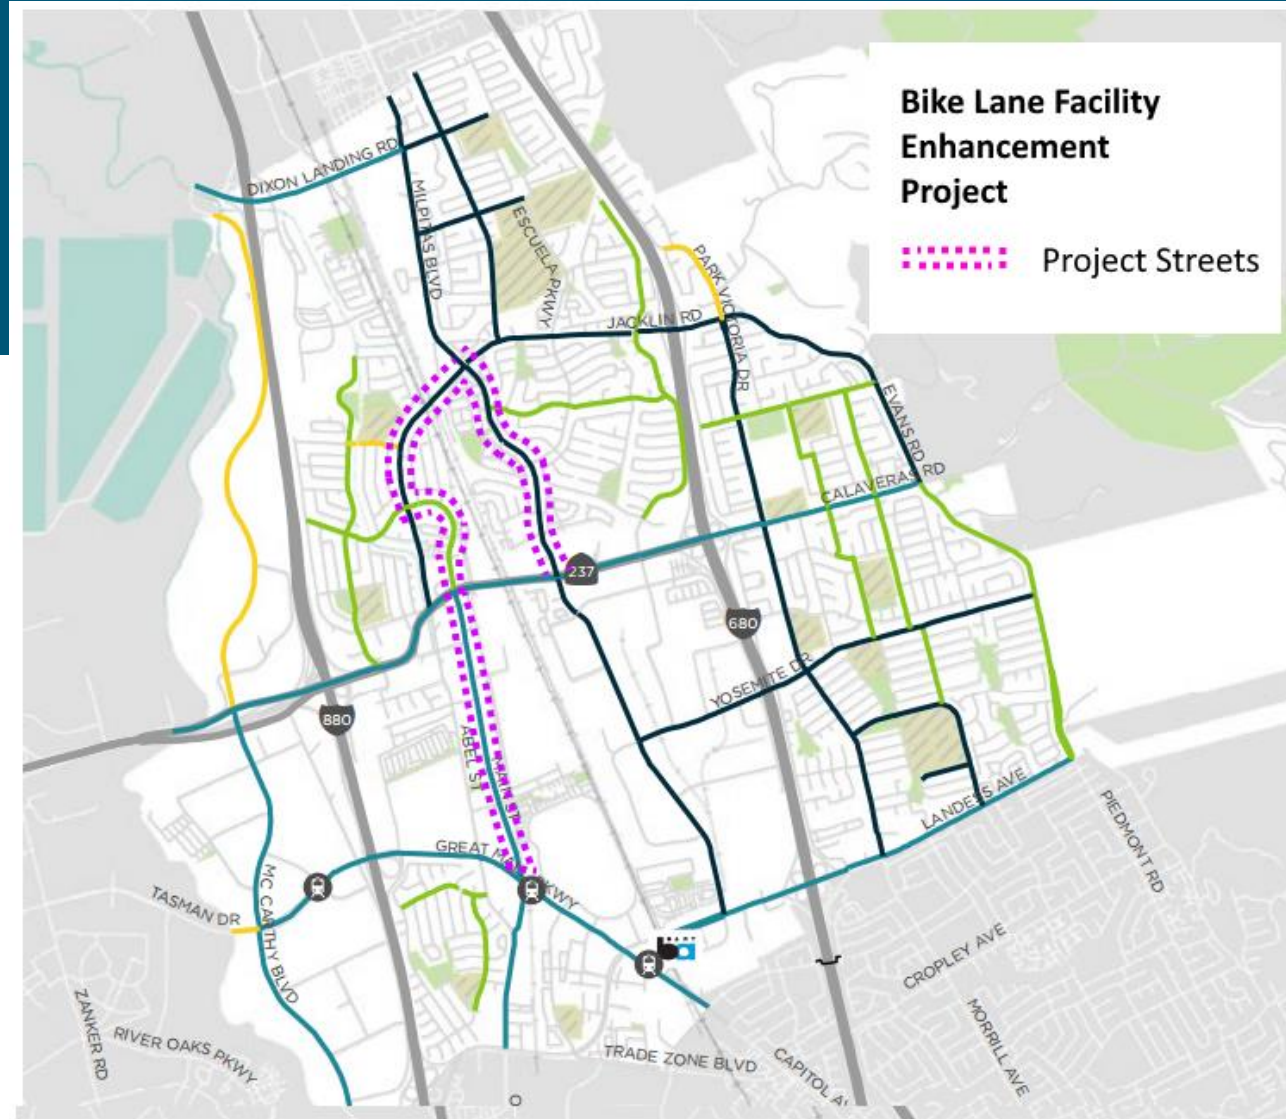 Bike Lane Facility
Enhancement
Project
Project Streets
DIXON LANDING RD
MILPITAS BLVD
ESCUELA PKWY
PARK VICTORIA DR
JACKLIN RD
EVANS RD
CALAVERAS RD
237
680
YOSEMITE DR
880
ABEL ST
MAIN ST
LANDESS AVE
PIEDMONT RD
TASMAN DR
MC CARTHY BLVD
CROPLEY AVE
MORRILL AVE
ZANKER RD
RIVER OAKS PKWY
TRADE ZONE BLVD
GREAT
PKWY
CAPITOL